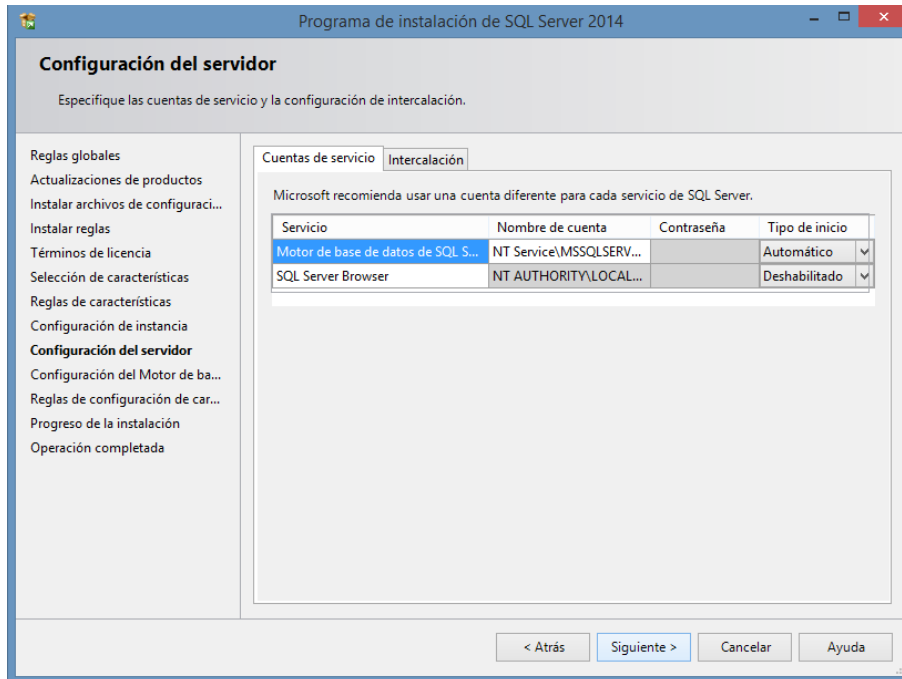 Programa de instalación de SQL Server 2014
Configuración del servidor
Especifique las cuentas de servicio y la configuración de intercalación.
Reglas globales
Actualizaciones de productos
Instalar archivos de configuraci...
Instalar reglas
Términos de licencia
Selección de características
Reglas de características
Configuración de instancia
Configuración del servidor
Configuración del Motor de ba...
Reglas de configuración de car...
Progreso de la instalación
Operación completada
Cuentas de servicio Intercalación
Microsoft recomienda usar una cuenta diferente para cada servicio de SQL Server.
Servicio Nombre de cuenta Contraseña Tipo de inicio
Motor de base de datos de SQL S... NT Service\MSSQLSERV... Automático
SQL Server Browser NT AUTHORITY\LOCAL... Deshabilitado
< Atrás Siguiente > Cancelar Ayuda